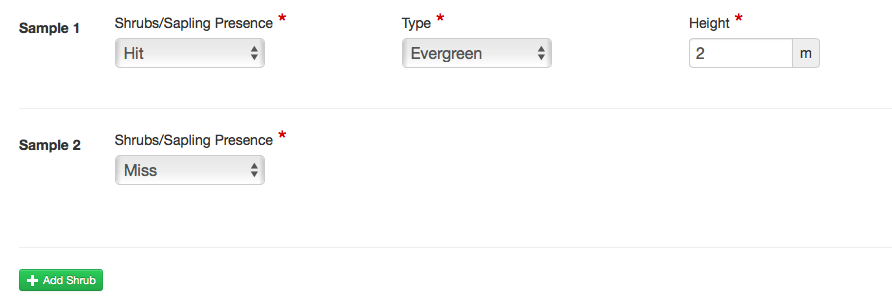 Sample 1
Shrubs/Sapling Presence *
Type *
Height *
Hit
Evergreen
2
m
Sample 2
Shrubs/Sapling Presence *
Miss
+ Add Shrub